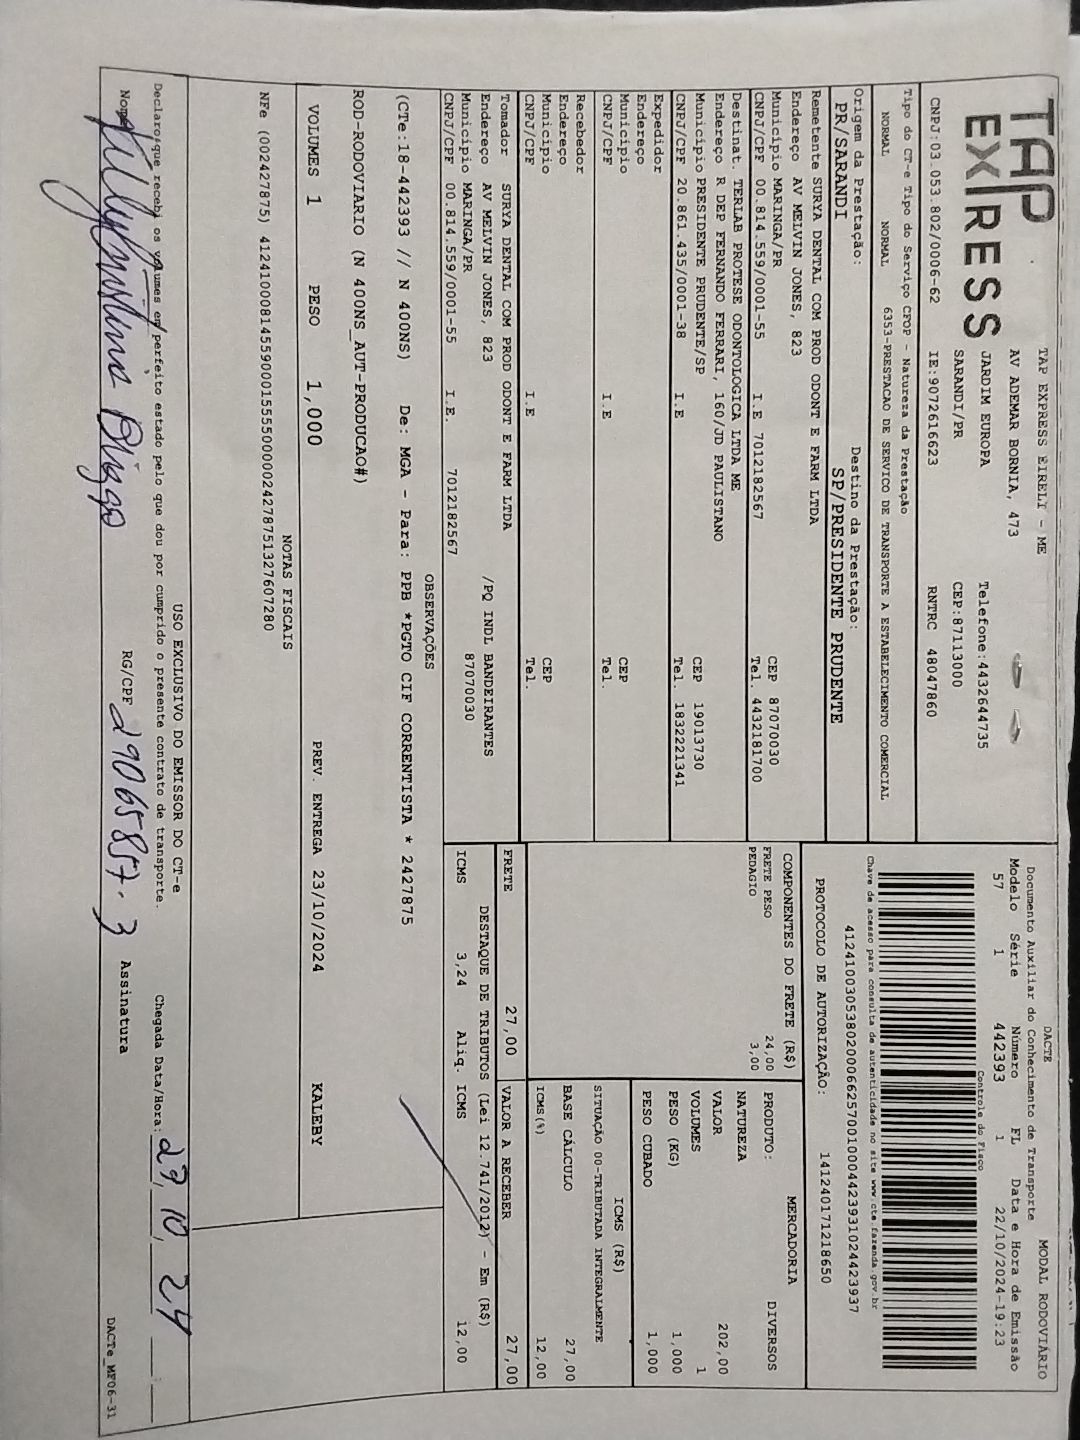 TAP
EXPRESS
TAP EXPRESS EIRELY - ME
AV ADEMAR BORNIA, 473
JARDIM EUROPA
SARANDI/PR
Telefone:4432644735
CEP:87113000
CNPJ:03.053.802/0006-62 IE:9072616623 RNTRC 48047860
DACTE MODAL RODOVIÁRIO
Documento Auxiliar do Conhecimento de Transporte
Modelo Série Número FL Data e Hora de Emissão
57 1 442393 1 22/10/2024-19:23
Controle do Fisco
Chave de acesso para consulta de autenticidade no site www.cte.fazenda.gov.br
41241003053802000662570010004423931024423937
PROTOCOLO DE AUTORIZAÇÃO: 141240171218650
Tipo do CT-e Tipo do Serviço CFOP - Natureza da Prestação
NORMAL NORMAL 6353-PRESTACAO DE SERVICO DE TRANSPORTE A ESTABELECIMENTO COMERCIAL
Origem da Prestação: Destino da Prestação:
PR/SARANDI SP/PRESIDENTE PRUDENTE
Remetente SURYA DENTAL COM PROD ODONT E FARM LTDA
Endereço AV MELVIN JONES, 823
Município MARINGA/PR CEP 87070030
CNPJ/CPF 00.814.559/0001-55 I.E 7012182567 Tel. 4432181700
Destinat. TERLAB PROTESE ODONTOLOGICA LTDA ME
Endereço R DEP FERNANDO FERRARI, 160/JD PAULISTANO
Município PRESIDENTE PRUDENTE/SP CEP 19013730
CNPJ/CPF 20.861.435/0001-38 I.E Tel. 1832221341
Expedidor
Endereço
Município CEP
CNPJ/CPF I.E Tel.
Recebedor
Endereço
Município CEP
CNPJ/CPF I.E Tel.
Tomador SURYA DENTAL COM PROD ODONT E FARM LTDA
Endereço AV MELVIN JONES, 823 /PQ INDL BANDEIRANTES
Município MARINGA/PR 87070030
CNPJ/CPF 00.814.559/0001-55 I.E. 7012182567
COMPONENTES DO FRETE (R$)
FRETE PESO 24,00
PEDAGIO 3,00
MERCADORIA
PRODUTO: DIVERSOS
NATUREZA
VALOR 202,00
VOLUMES 1
PESO (KG) 1,000
PESO CUBADO 1,000
ICMS (R$)
SITUAÇÃO 00-TRIBUTADA INTEGRALMENTE
BASE CÁLCULO 27,00
ICMS(%) 12,00
FRETE 27,00 VALOR A RECEBER 27,00
DESTAQUE DE TRIBUTOS (Lei 12.741/2012) - Em (R$)
ICMS 3,24 Aliq. ICMS 12,00
OBSERVAÇÕES
(CTe:18-442393 // N 400NS) De: MGA - Para: PPB *PGTO CIF CORRENTISTA * 2427875
ROD-RODOVIARIO (N 400NS_AUT-PRODUCAO#)
VOLUMES 1 PESO 1,000 PREV. ENTREGA 23/10/2024 KALEBY
NOTAS FISCAIS
NFe (002427875) 41241000814559000155550000024278751327607280
USO EXCLUSIVO DO EMISSOR DO CT-e
Declaro que recebi os volumes em perfeito estado pelo que dou por cumprido o presente contrato de transporte. Chegada Data/Hora: 29, 10, 24
RG/CPF 29065857-3 Assinatura
DACTe_MF06-31